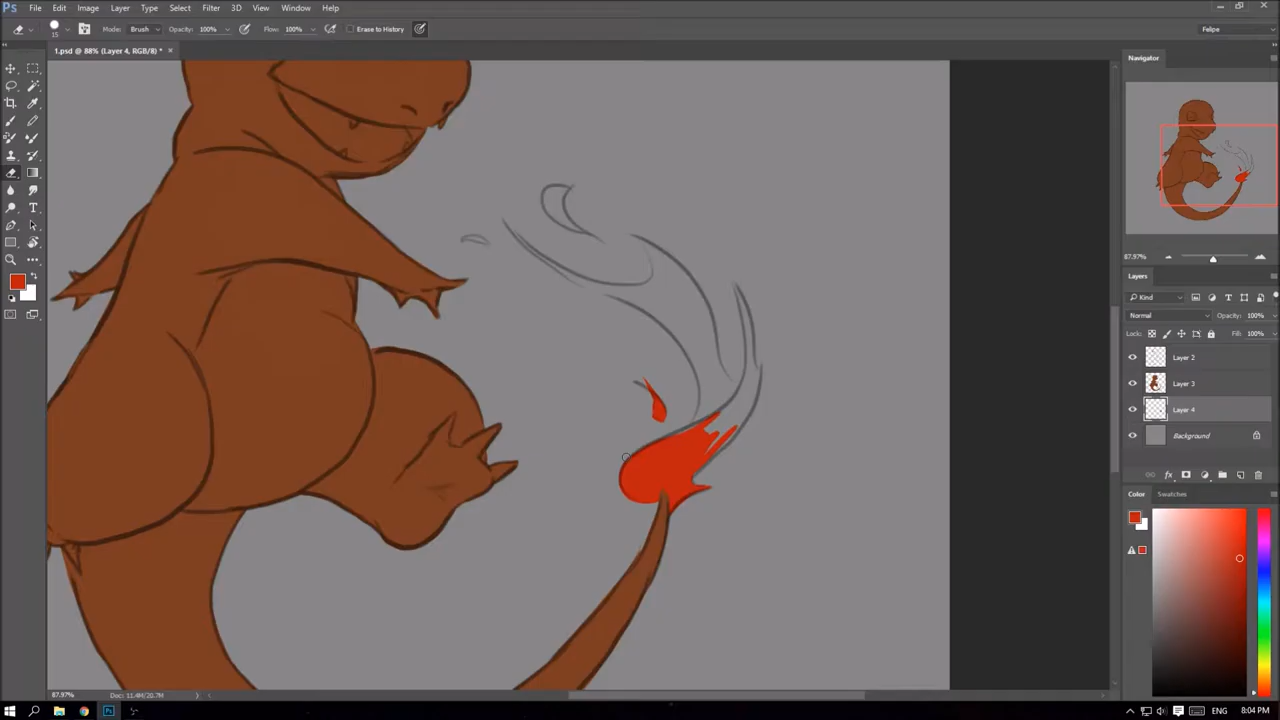 Ps File Edit Image Layer Type Select Filter 3D View Window Help
15 Mode: Brush Opacity: 100% Flow: 100% Erase to History Felipe
1.psd @ 88% (Layer 4, RGB/8) * ×
Navigator
87.97%
Layers
Kind
Normal Opacity: 100%
Lock: Fill: 100%
Layer 2
Layer 3
Layer 4
Background
fx
Color Swatches
87.97% Doc: 11.4M/20.7M
ENG 8:04 PM